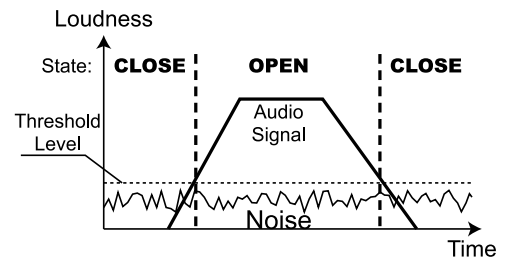 Loudness
State: CLOSE OPEN CLOSE
Audio
Signal
Threshold
Level
Noise
Time